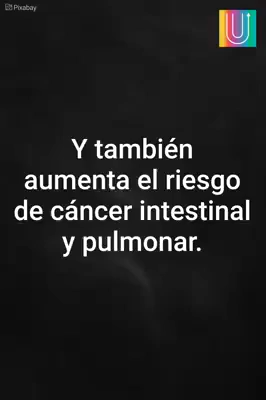 Pixabay
U
Y también
aumenta el riesgo
de cáncer intestinal
y pulmonar.